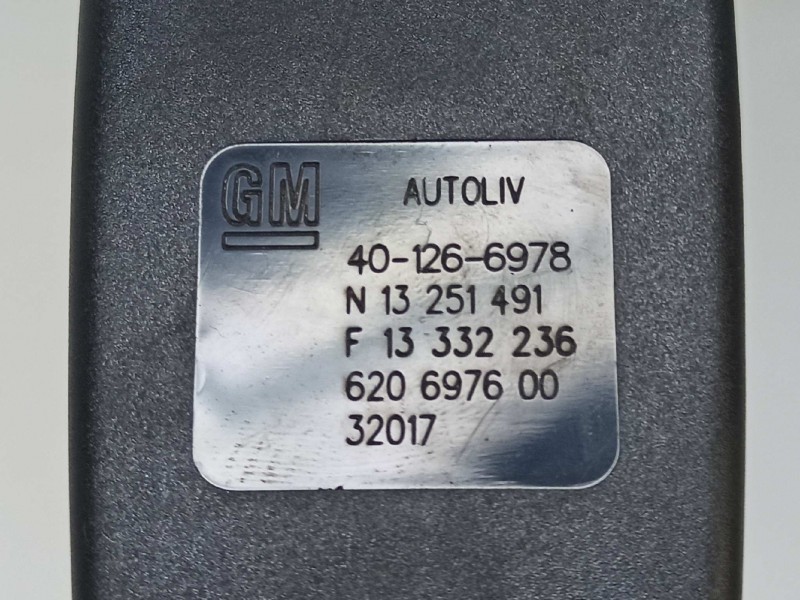 GM AUTOLIV
40-126-6978
N 13 251 491
F 13 332 236
620 6976 00
32017